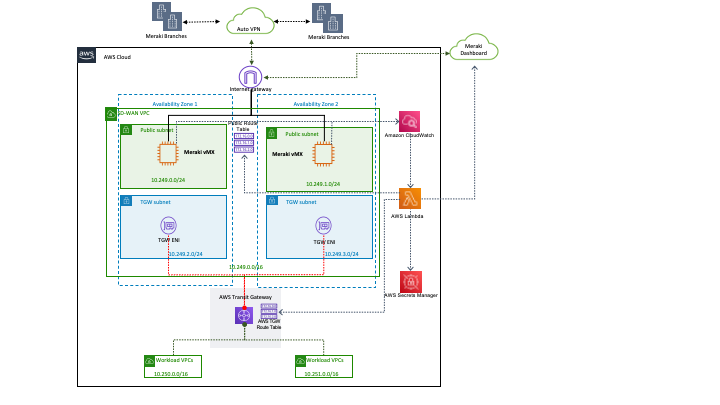 Auto VPN
Meraki Branches
Meraki Branches
Meraki
Dashboard
aws
AWS Cloud
Internet gateway
Availability Zone 1
Availability Zone 2
SD-WAN VPC
Public Route
Table
Public subnet
Public subnet
Amazon CloudWatch
Meraki vMX
Meraki vMX
10.249.0.0/24
10.249.1.0/24
TGW subnet
TGW subnet
AWS Lambda
TGW ENI
TGW ENI
10.249.2.0/24
10.249.3.0/24
10.249.0.0/16
AWS Secrets Manager
AWS Transit Gateway
AWS TGW
Route Table
Workload VPCs
Workload VPCs
10.250.0.0/16
10.251.0.0/16